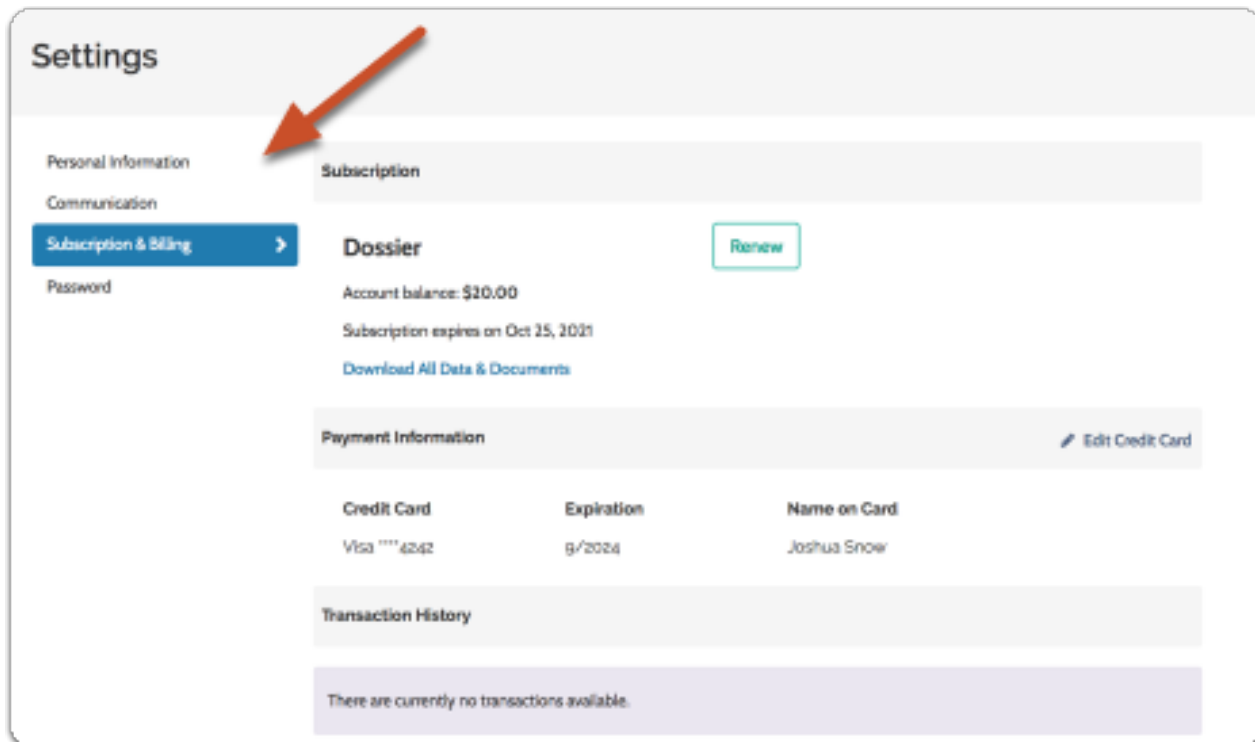 Settings
Personal Information
Communication
Subscription & Billing
Password
Subscription
Dossier
Renew
Account balance: $20.00
Subscription expires on Oct 25, 2021
Download All Data & Documents
Payment Information
Edit Credit Card
Credit Card Expiration Name on Card
Visa ****4242 9/2024 Joshua Snow
Transaction History
There are currently no transactions available.